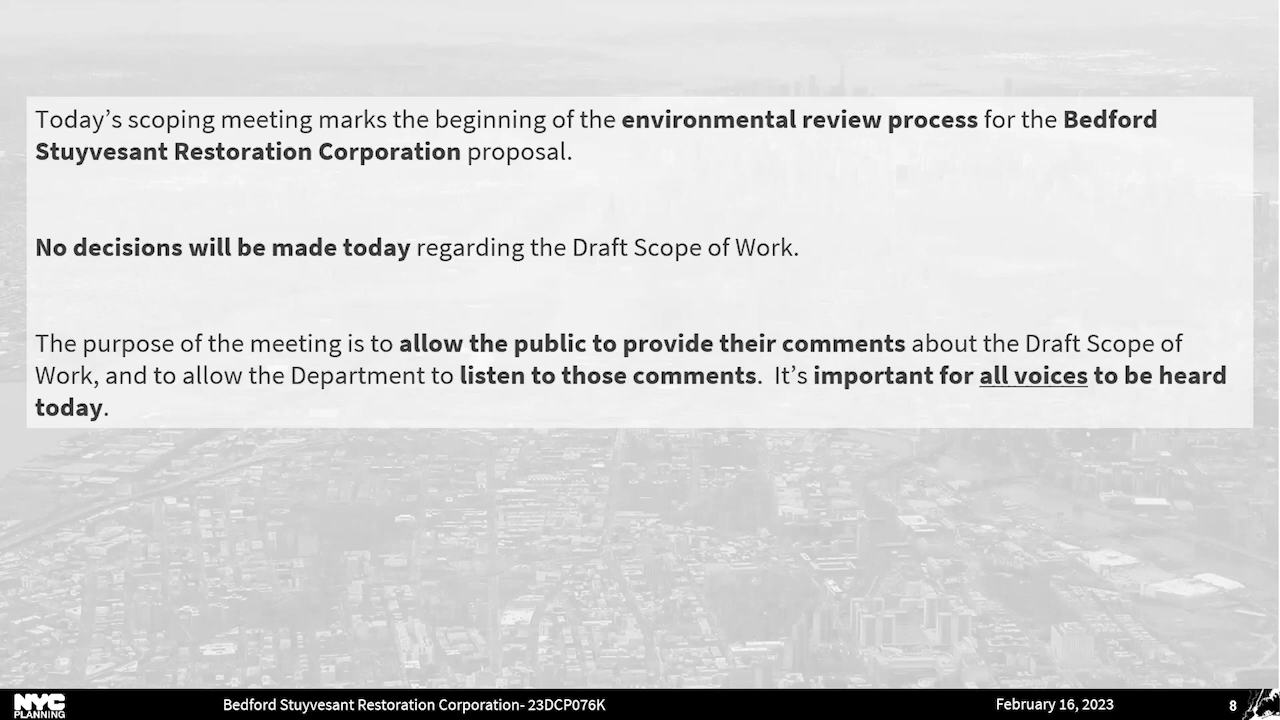 Today’s scoping meeting marks the beginning of the environmental review process for the Bedford
Stuyvesant Restoration Corporation proposal.
No decisions will be made today regarding the Draft Scope of Work.
The purpose of the meeting is to allow the public to provide their comments about the Draft Scope of
Work, and to allow the Department to listen to those comments.  It’s important for all voices to be heard
today.
NYC
PLANNING
Bedford Stuyvesant Restoration Corporation- 23DCP076K
February 16, 2023
8